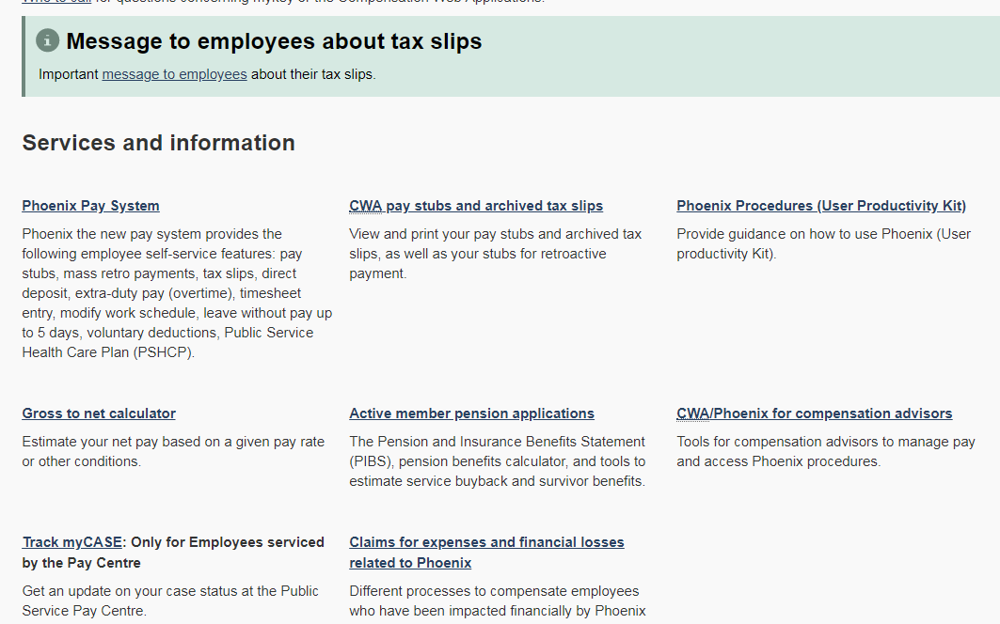 Who to call for questions concerning myKey or the Compensation Web Applications.
Message to employees about tax slips
Important message to employees about their tax slips.
Services and information
Phoenix Pay System
Phoenix the new pay system provides the
following employee self-service features: pay
stubs, mass retro payments, tax slips, direct
deposit, extra-duty pay (overtime), timesheet
entry, modify work schedule, leave without pay up
to 5 days, voluntary deductions, Public Service
Health Care Plan (PSHCP).
CWA pay stubs and archived tax slips
View and print your pay stubs and archived tax
slips, as well as your stubs for retroactive
payment.
Phoenix Procedures (User Productivity Kit)
Provide guidance on how to use Phoenix (User
productivity Kit).
Gross to net calculator
Estimate your net pay based on a given pay rate
or other conditions.
Active member pension applications
The Pension and Insurance Benefits Statement
(PIBS), pension benefits calculator, and tools to
estimate service buyback and survivor benefits.
CWA/Phoenix for compensation advisors
Tools for compensation advisors to manage pay
and access Phoenix procedures.
Track myCASE: Only for Employees serviced
by the Pay Centre
Get an update on your case status at the Public
Service Pay Centre.
Claims for expenses and financial losses
related to Phoenix
Different processes to compensate employees
who have been impacted financially by Phoenix